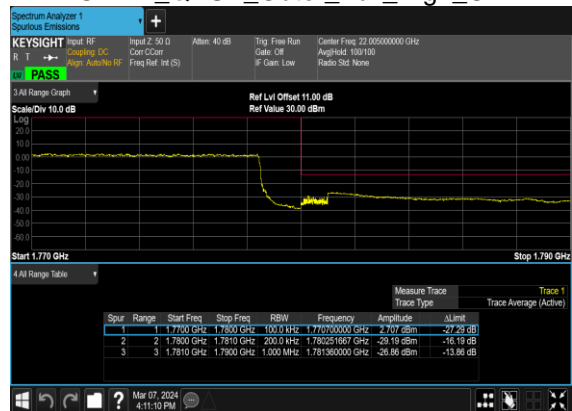 Spectrum Analyzer 1
Spurious Emissions
KEYSIGHT Input: RF Input Z: 50 Ω Atten: 40 dB Trig: Free Run Center Freq: 22.005000000 GHz
R T Coupling: DC Corr CCorr Gate: Off Avg|Hold: 100/100
Align: Auto/No RF Freq Ref: Int (S) IF Gain: Low Radio Std: None
LW PASS
3 All Range Graph Ref Lvl Offset 11.00 dB
Scale/Div 10.0 dB Ref Value 30.00 dBm
Log
20.0
10.0
0.00
-10.0
-20.0
-30.0
-40.0
-50.0
-60.0
Start 1.770 GHz Stop 1.790 GHz
4 All Range Table
Measure Trace Trace 1
Trace Type Trace Average (Active)
Spur Range Start Freq Stop Freq RBW Frequency Amplitude ΔLimit
1 1 1.7700 GHz 1.7800 GHz 100.0 kHz 1.770700000 GHz 2.707 dBm -27.29 dB
2 2 1.7800 GHz 1.7810 GHz 200.0 kHz 1.780251667 GHz -29.19 dBm -16.19 dB
3 3 1.7810 GHz 1.7900 GHz 1.000 MHz 1.781360000 GHz -26.86 dBm -13.86 dB
? Mar 07, 2024
4:11:10 PM